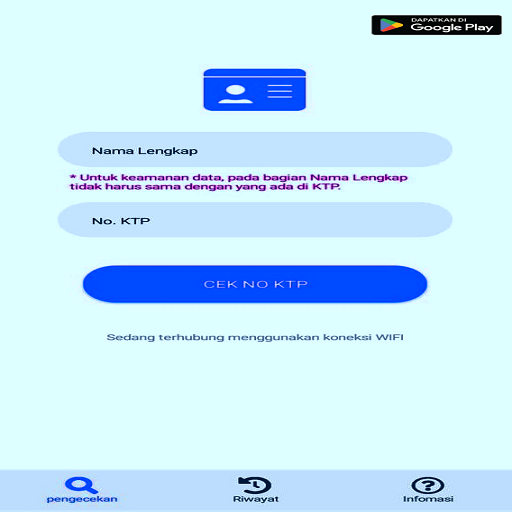 DAPATKAN DI
Google Play
Nama Lengkap
* Untuk keamanan data, pada bagian Nama Lengkap
tidak harus sama dengan yang ada di KTP.
No. KTP
CEK NO KTP
Sedang terhubung menggunakan koneksi WIFI
pengecekan
Riwayat
Infomasi